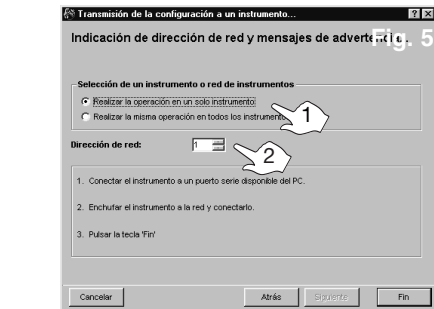 Transmisión de la configuración a un instrumento...
Indicación de dirección de red y mensajes de advertencia.
Fig. 5
Selección de un instrumento o red de instrumentos
Realizar la operación en un solo instrumento
Realizar la misma operación en todos los instrumento
1
Dirección de red:
1
2
1. Conectar el instrumento a un puerto serie disponible del PC.
2. Enchufar el instrumento a la red y conectarlo.
3. Pulsar la tecla 'Fin'
Cancelar
Atrás
Siguiente
Fin